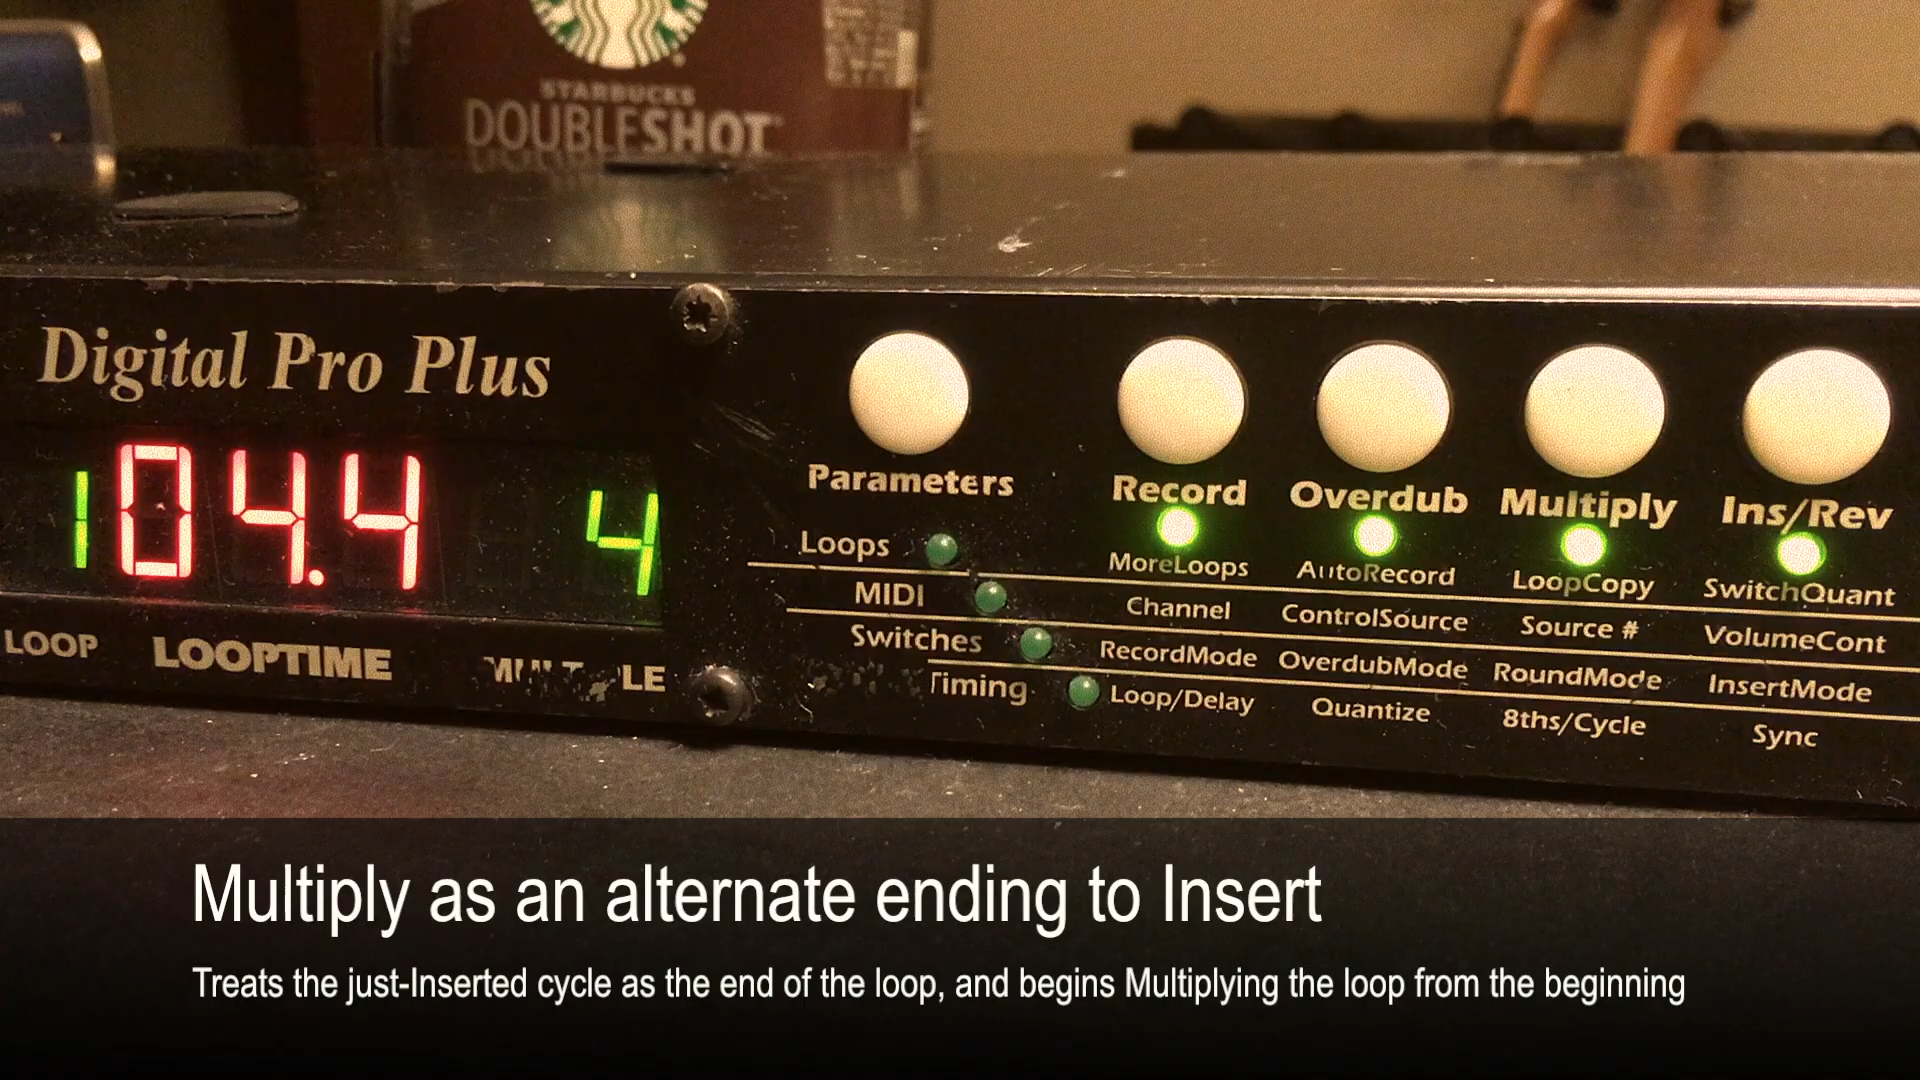 STARBUCKS
DOUBLESHOT
Digital Pro Plus
1 04.4 4
LOOP LOOPTIME
Parameters Record Overdub Multiply Ins/Rev
Loops MoreLoops AutoRecord LoopCopy SwitchQuant
MIDI Channel ControlSource Source # VolumeCont
Switches RecordMode OverdubMode RoundMode InsertMode
Timing Loop/Delay Quantize 8ths/Cycle Sync
Multiply as an alternate ending to Insert
Treats the just-Inserted cycle as the end of the loop, and begins Multiplying the loop from the beginning